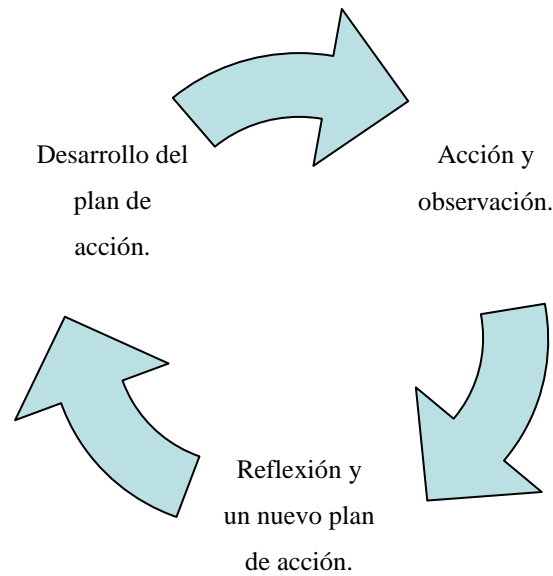 Desarrollo del
plan de
acción.
Acción y
observación.
Reflexión y
un nuevo plan
de acción.